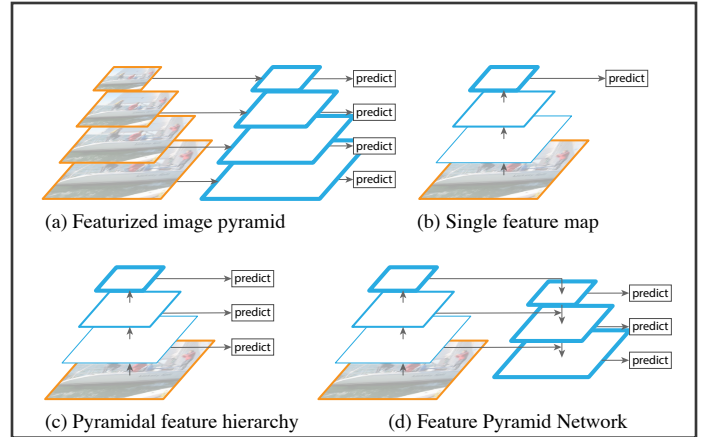 predict
predict
predict
predict
(a) Featurized image pyramid
predict
(b) Single feature map
predict
predict
predict
(c) Pyramidal feature hierarchy
predict
predict
predict
(d) Feature Pyramid Network